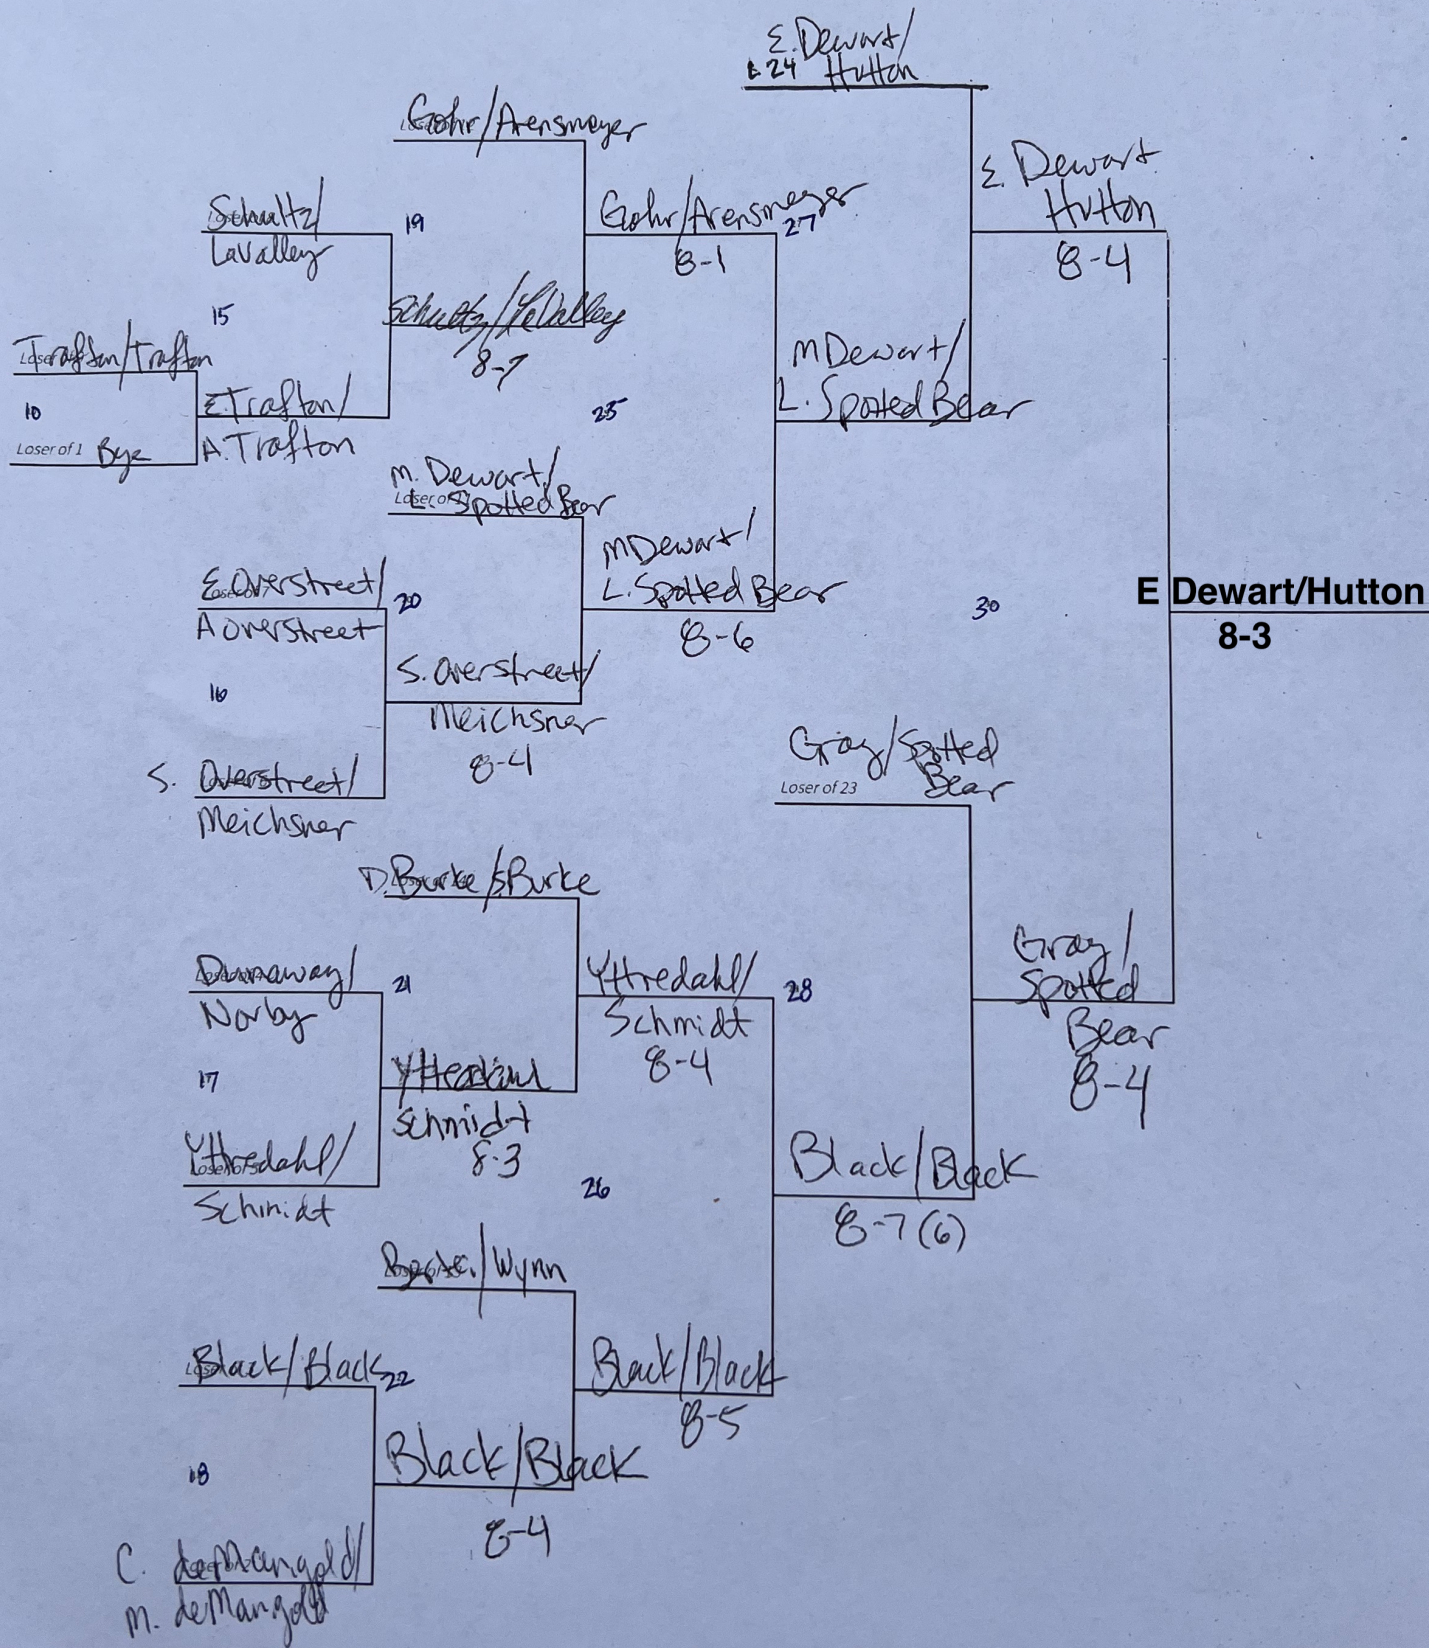 E. Dewart/
L 24 Hutton
Gohr/Arensmeyer
E. Dewart
Hutton
8-4
Schultz/
LaValley
19
Gohr/Arensmeyer
8-1
27
15
Schultz/LaValley
8-7
Trafton/Trafton
M Dewart/
L. Spotted Bear
10
E. Trafton/
A. Trafton
25
Loser of 1 Bye
M. Dewart/
L. Spotted Bear
M Dewart/
L. Spotted Bear
8-6
E. Overstreet/
A Overstreet
20
30
E Dewart/Hutton
8-3
16
S. Overstreet/
Meichsner
8-4
S. Overstreet/
Meichsner
Gray/Spotted
Bear
Loser of 23
D. Burke/S. Burke
Gray/
Spotted
Bear
8-4
Dunaway/
Norby
21
Yttredahl/
Schmidt
8-4
28
17
Schmidt
8-3
Yttredahl/
Schmidt
Black/Black
8-7 (6)
26
/Wynn
Black/Black
22
Black/Black
8-5
18
Black/Black
8-4
C. deMangold/
M. deMangold